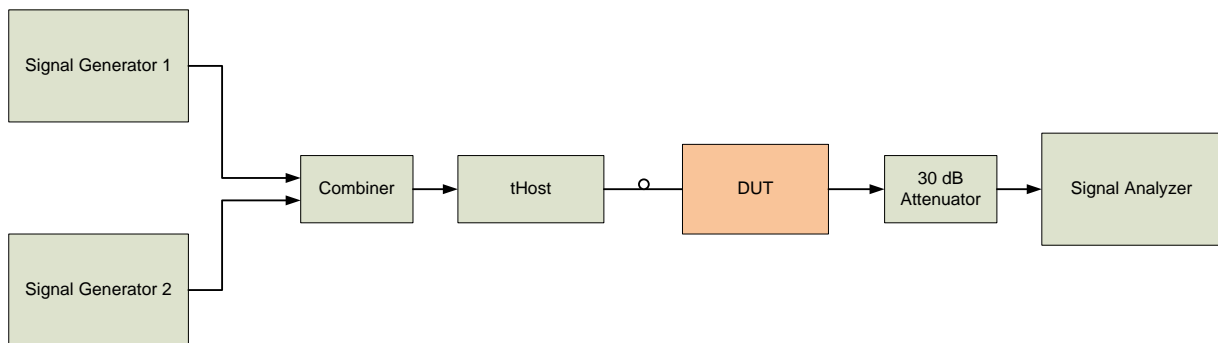 Signal Generator 1
Signal Generator 2
Combiner
tHost
DUT
30 dB
Attenuator
Signal Analyzer